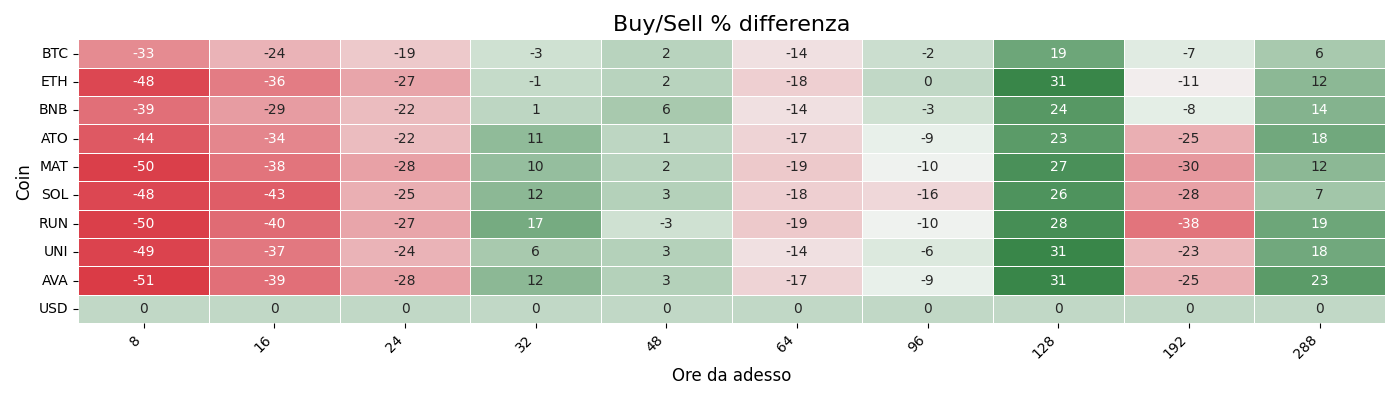 Buy/Sell % differenza
Coin
BTC -33 -24 -19 -3 2 -14 -2 19 -7 6
ETH -48 -36 -27 -1 2 -18 0 31 -11 12
BNB -39 -29 -22 1 6 -14 -3 24 -8 14
ATO -44 -34 -22 11 1 -17 -9 23 -25 18
MAT -50 -38 -28 10 2 -19 -10 27 -30 12
SOL -48 -43 -25 12 3 -18 -16 26 -28 7
RUN -50 -40 -27 17 -3 -19 -10 28 -38 19
UNI -49 -37 -24 6 3 -14 -6 31 -23 18
AVA -51 -39 -28 12 3 -17 -9 31 -25 23
USD 0 0 0 0 0 0 0 0 0 0
8 16 24 32 48 64 96 128 192 288
Ore da adesso